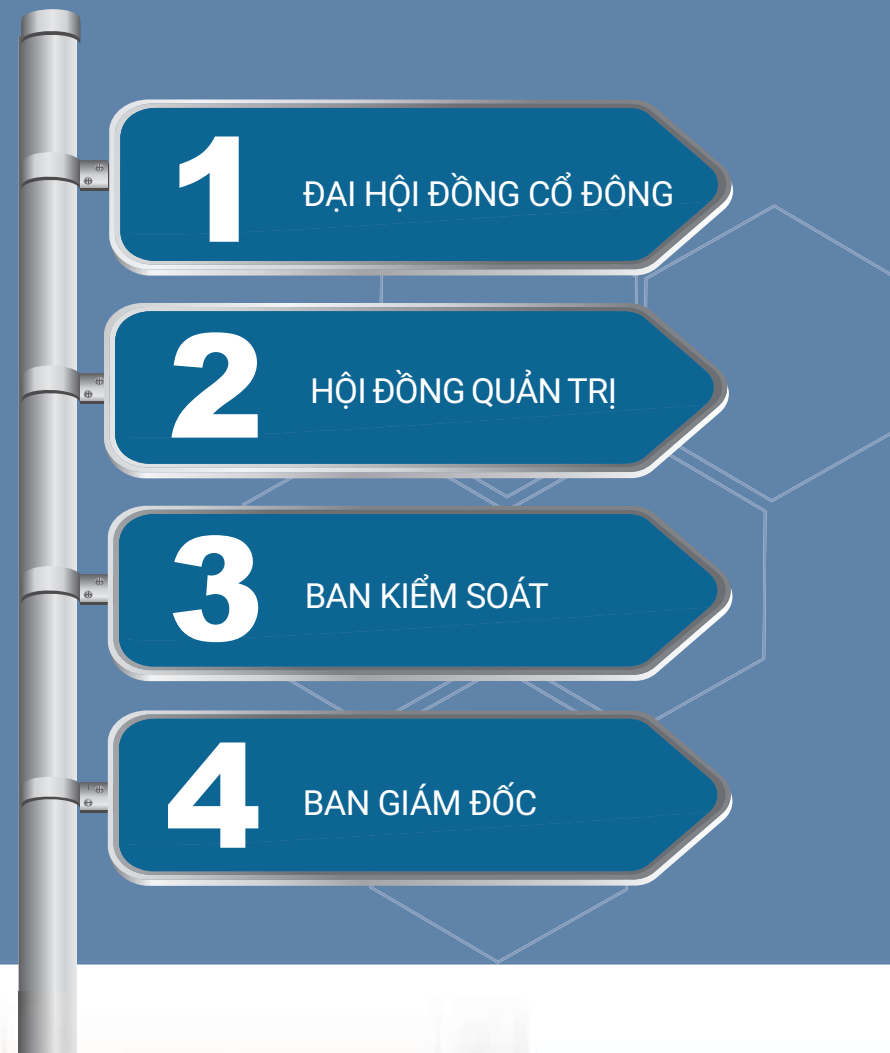 1
ĐẠI HỘI ĐỒNG CỔ ĐÔNG
2
HỘI ĐỒNG QUẢN TRỊ
3
BAN KIỂM SOÁT
4
BAN GIÁM ĐỐC